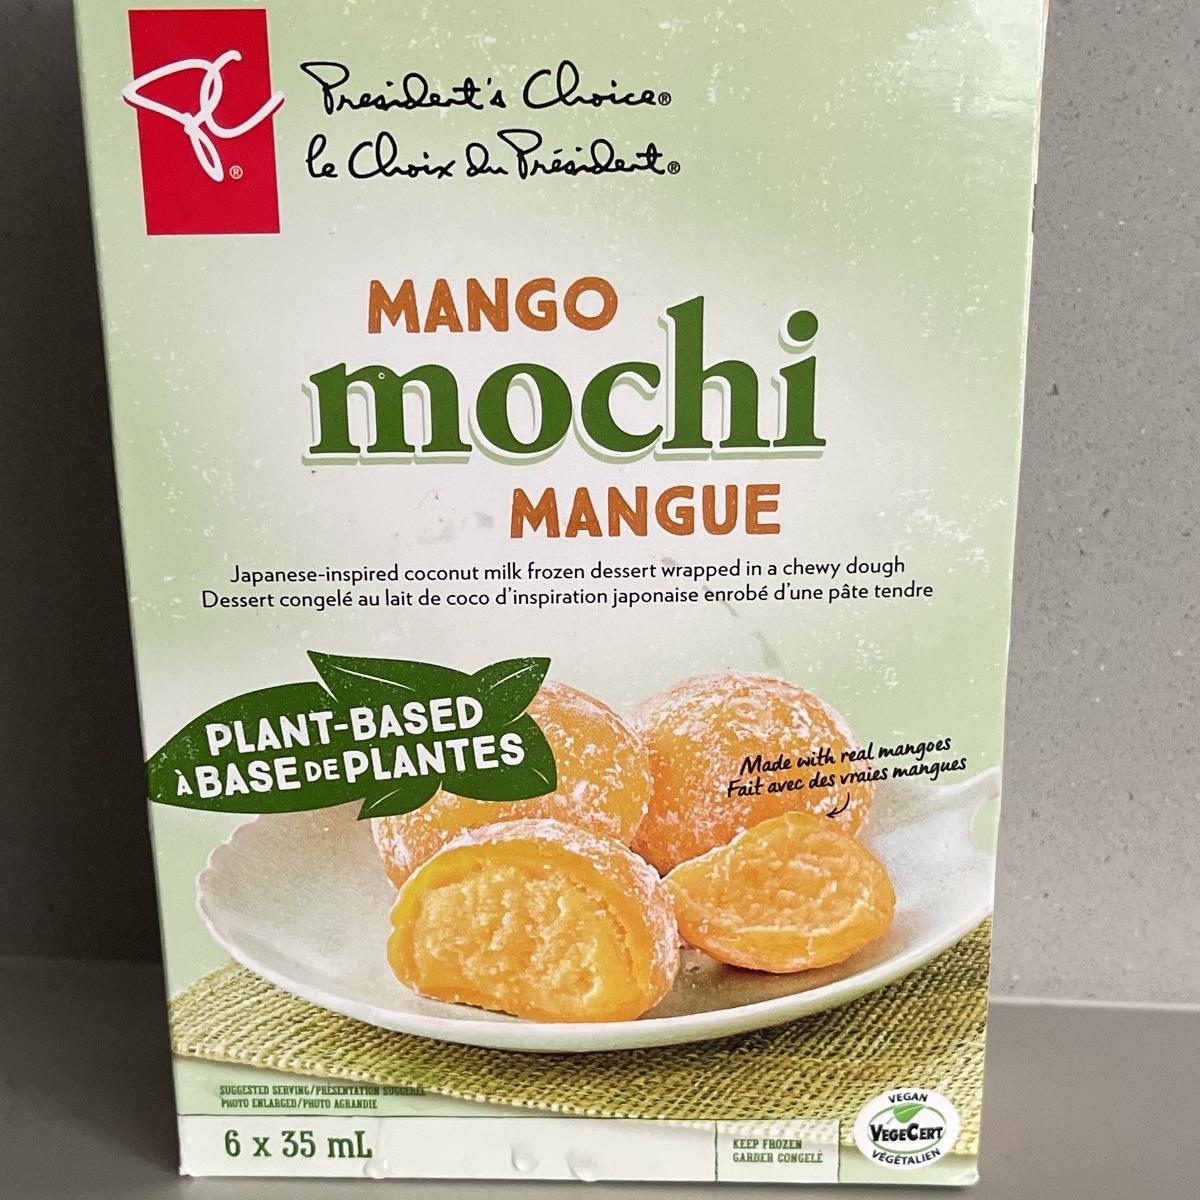 PC®
President's Choice®
le Choix du Président®
MANGO
mochi
MANGUE
Japanese-inspired coconut milk frozen dessert wrapped in a chewy dough
Dessert congelé au lait de coco d'inspiration japonaise enrobé d'une pâte tendre
PLANT-BASED
À BASE DE PLANTES
Made with real mangoes
Fait avec des vraies mangues
SUGGESTED SERVING/PRÉSENTATION SUGGÉRÉE
PHOTO ENLARGED/PHOTO AGRANDIE
6 x 35 mL
KEEP FROZEN
GARDER CONGELÉ
VEGAN
VEGECERT
VÉGÉTALIEN